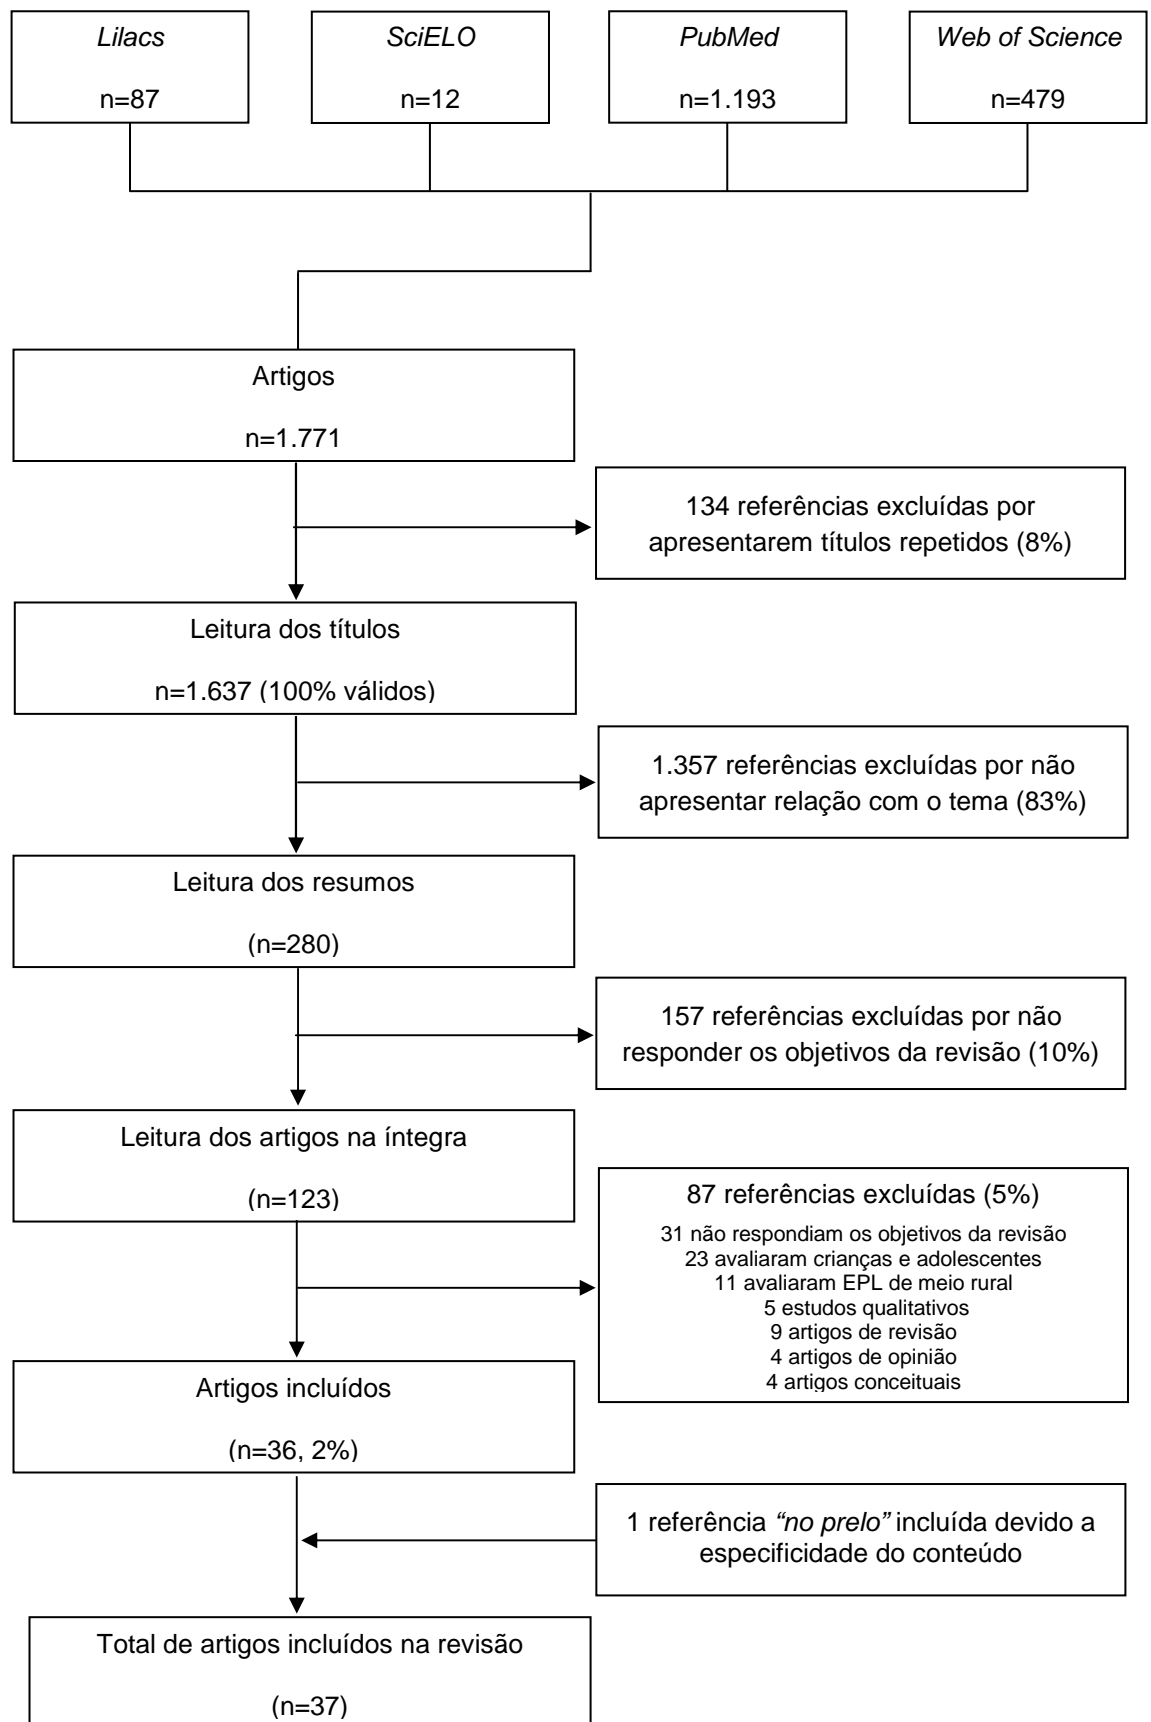 Lilacs
n=87
SciELO
n=12
PubMed
n=1.193
Web of Science
n=479
Artigos
n=1.771
134 referências excluídas por
apresentarem títulos repetidos (8%)
Leitura dos títulos
n=1.637 (100% válidos)
1.357 referências excluídas por não
apresentar relação com o tema (83%)
Leitura dos resumos
(n=280)
157 referências excluídas por não
responder os objetivos da revisão (10%)
Leitura dos artigos na íntegra
(n=123)
87 referências excluídas (5%)
31 não respondiam os objetivos da revisão
23 avaliaram crianças e adolescentes
11 avaliaram EPL de meio rural
5 estudos qualitativos
9 artigos de revisão
4 artigos de opinião
4 artigos conceituais
Artigos incluídos
(n=36, 2%)
1 referência “no prelo” incluída devido a
especificidade do conteúdo
Total de artigos incluídos na revisão
(n=37)